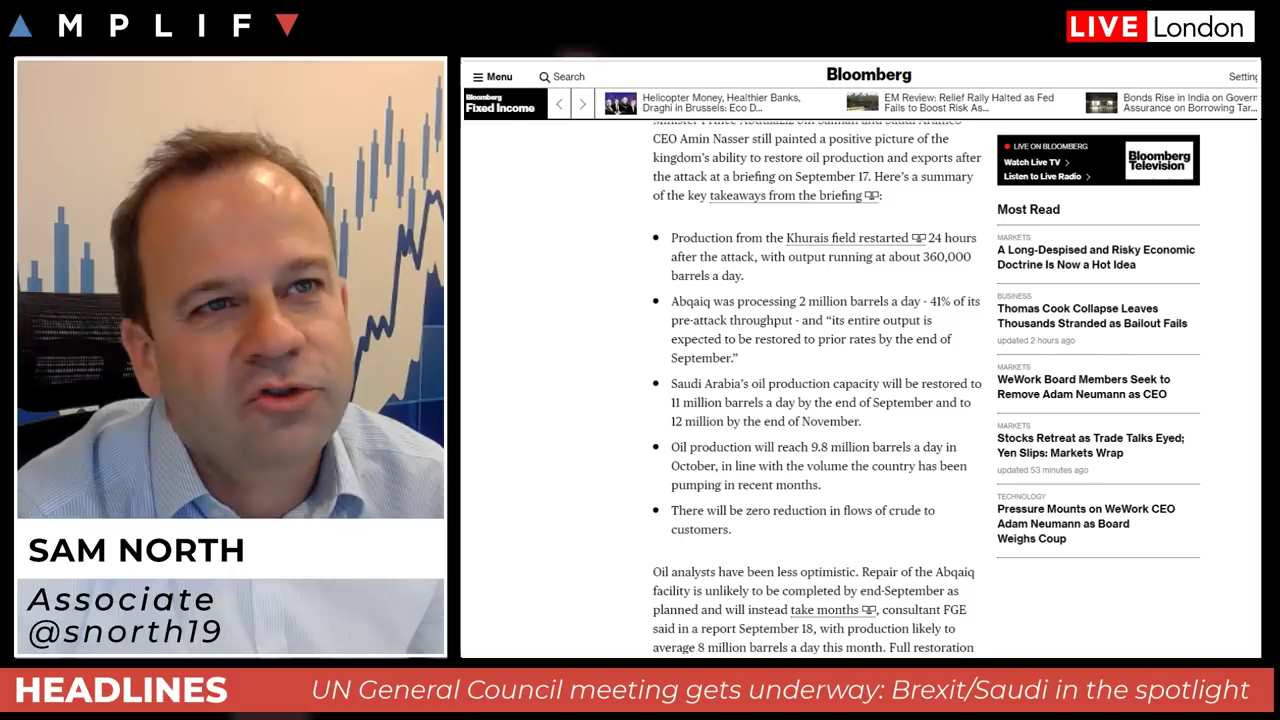 MPLIF
LIVE London
Menu
Search
Bloomberg
Setting
Bloomberg
Fixed Income
Helicopter Money, Healthier Banks,
Draghi in Brussels: Eco D...
EM Review: Relief Rally Halted as Fed
Fails to Boost Risk As...
Bonds Rise in India on Govern
Assurance on Borrowing Tar...
Minister Prince Abdulaziz bin Salman and Saudi Aramco
CEO Amin Nasser still painted a positive picture of the
kingdom's ability to restore oil production and exports after
the attack at a briefing on September 17. Here's a summary
of the key takeaways from the briefing:
Production from the Khurais field restarted 24 hours
after the attack, with output running at about 360,000
barrels a day.
Abqaiq was processing 2 million barrels a day - 41% of its
pre-attack throughput - and “its entire output is
expected to be restored to prior rates by the end of
September.”
Saudi Arabia's oil production capacity will be restored to
11 million barrels a day by the end of September and to
12 million by the end of November.
Oil production will reach 9.8 million barrels a day in
October, in line with the volume the country has been
pumping in recent months.
There will be zero reduction in flows of crude to
customers.
Oil analysts have been less optimistic. Repair of the Abqaiq
facility is unlikely to be completed by end-September as
planned and will instead take months, consultant FGE
said in a report September 18, with production likely to
average 8 million barrels a day this month. Full restoration
LIVE ON BLOOMBERG
Watch Live TV
Listen to Live Radio
Bloomberg
Television
Most Read
MARKETS
A Long-Despised and Risky Economic
Doctrine Is Now a Hot Idea
BUSINESS
Thomas Cook Collapse Leaves
Thousands Stranded as Bailout Fails
updated 2 hours ago
MARKETS
WeWork Board Members Seek to
Remove Adam Neumann as CEO
MARKETS
Stocks Retreat as Trade Talks Eyed;
Yen Slips: Markets Wrap
updated 53 minutes ago
TECHNOLOGY
Pressure Mounts on WeWork CEO
Adam Neumann as Board
Weighs Coup
SAM NORTH
Associate
@snorth19
HEADLINES
UN General Council meeting gets underway: Brexit/Saudi in the spotlight